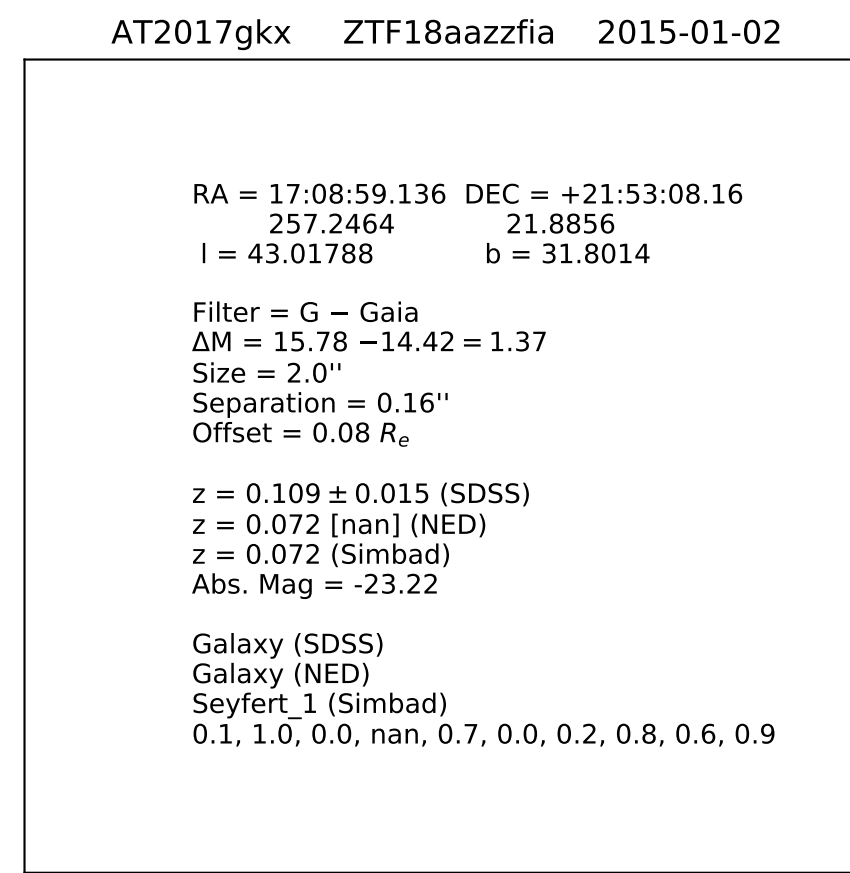 AT2017gkx ZTF18aazzfia 2015-01-02
RA = 17:08:59.136 DEC = +21:53:08.16
257.2464 21.8856
l = 43.01788 b = 31.8014
Filter = G − Gaia
ΔM = 15.78 −14.42 = 1.37
Size = 2.0''
Separation = 0.16''
Offset = 0.08 Re
z = 0.109 ± 0.015 (SDSS)
z = 0.072 [nan] (NED)
z = 0.072 (Simbad)
Abs. Mag = -23.22
Galaxy (SDSS)
Galaxy (NED)
Seyfert_1 (Simbad)
0.1, 1.0, 0.0, nan, 0.7, 0.0, 0.2, 0.8, 0.6, 0.9